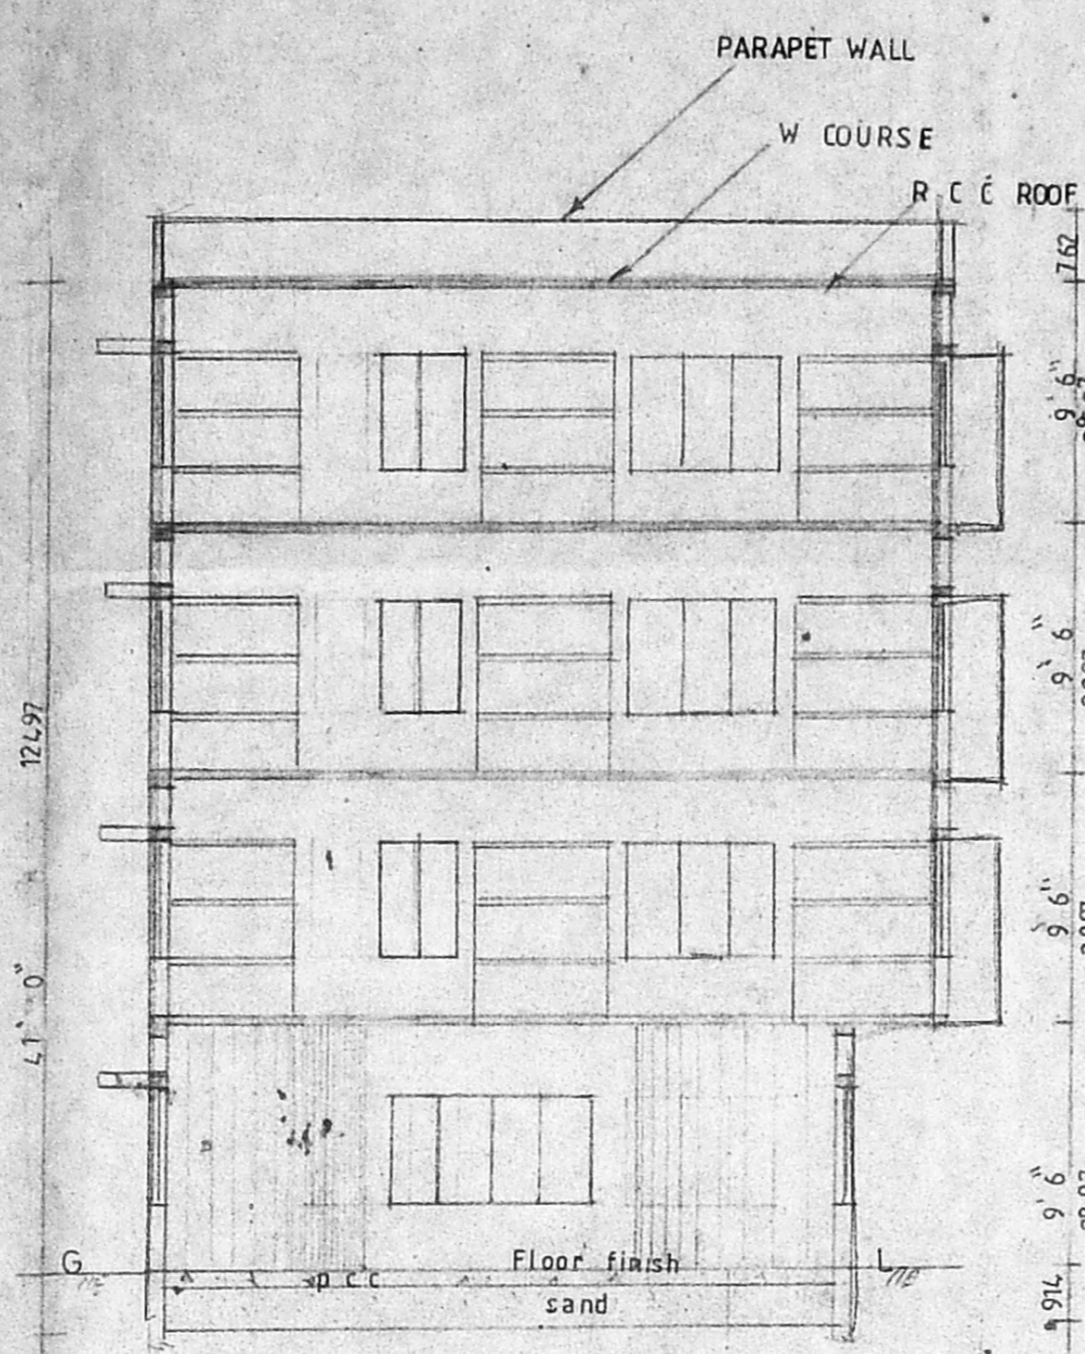 PARAPET WALL
W COURSE
R C C ROOF
762
9' 6"
9' 6"
12497
9' 6"
41' 0"
9' 6"
G
Floor finish
L
p c c
sand
914